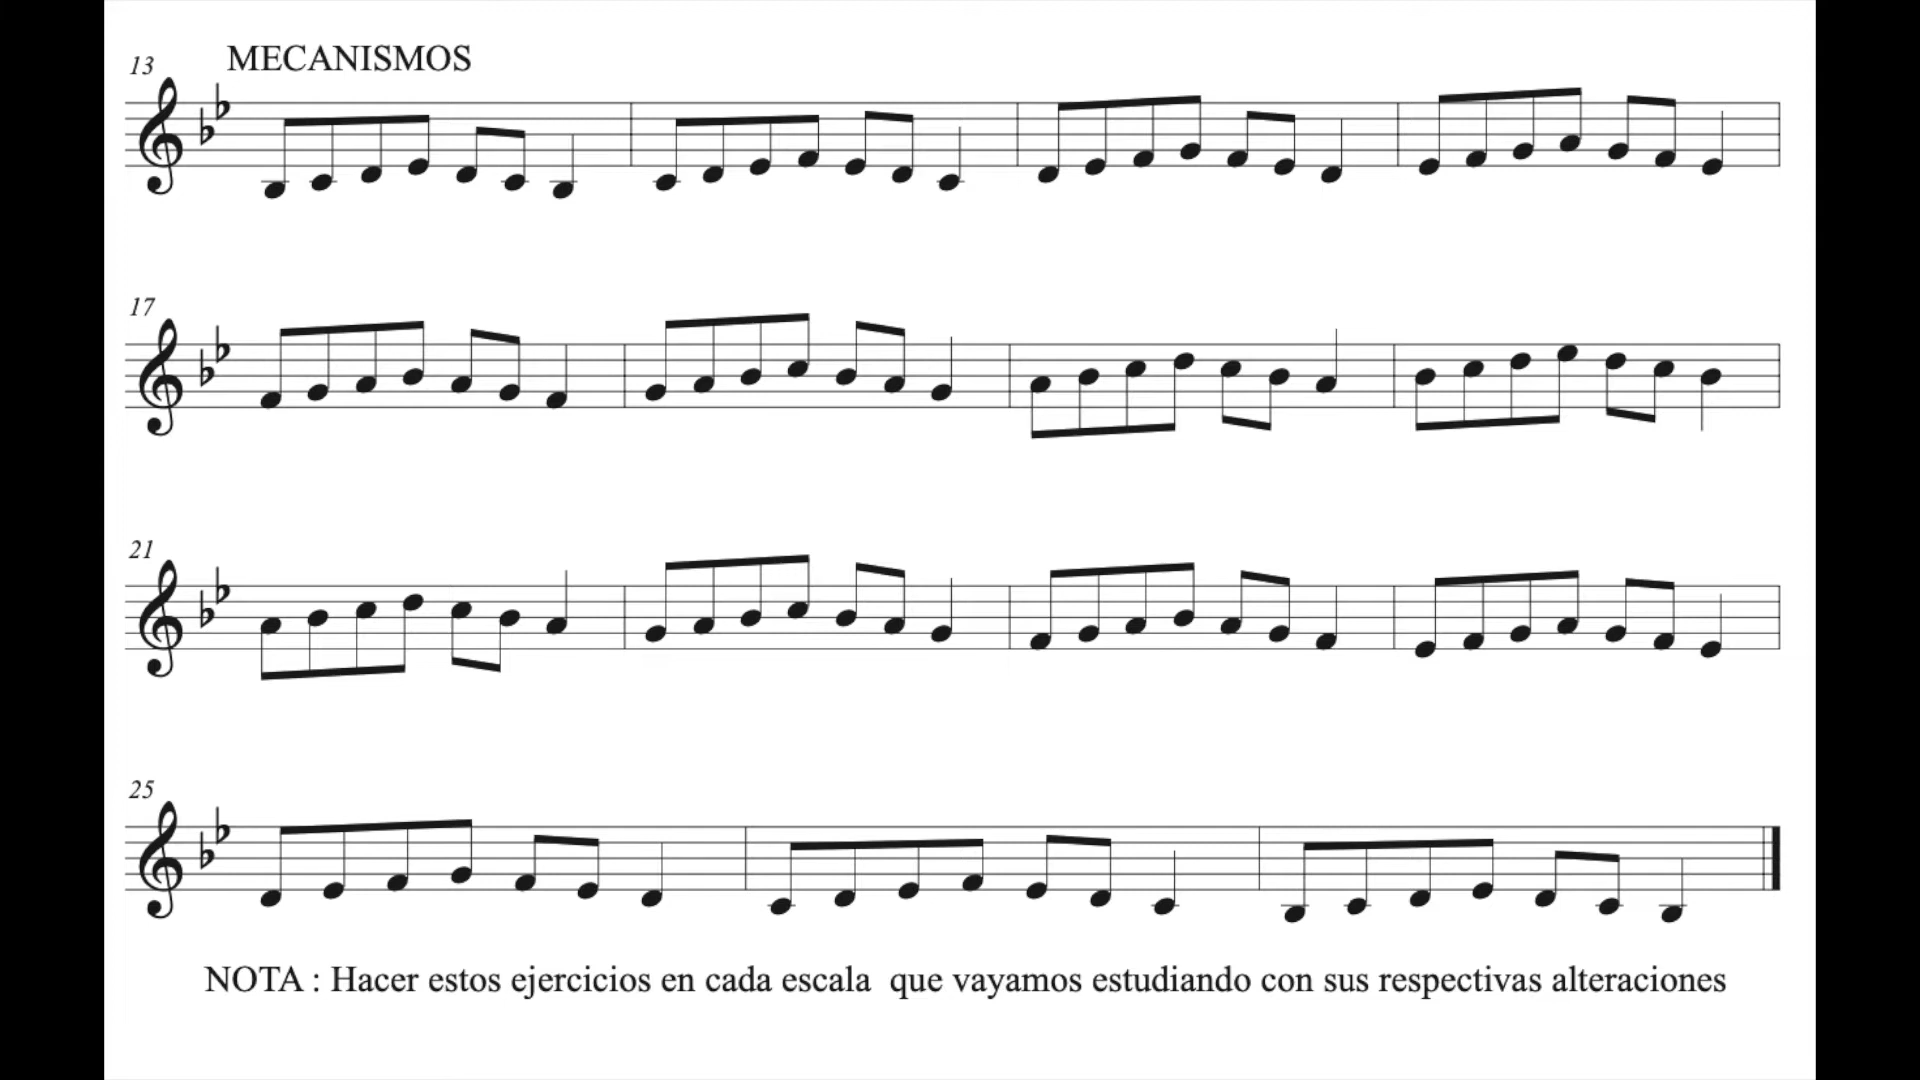 MECANISMOS
13
17
21
25
NOTA : Hacer estos ejercicios en cada escala que vayamos estudiando con sus respectivas alteraciones